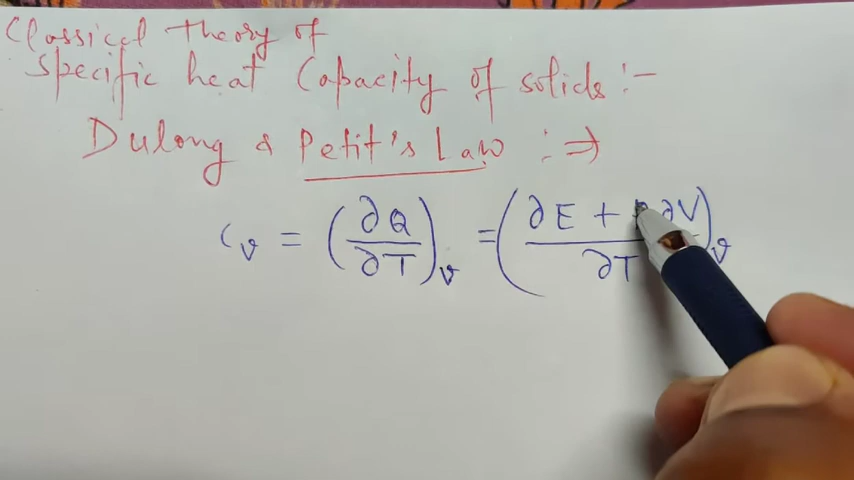 Classical Theory of
Specific heat Capacity of solids :-
Dulong & Petit's Law :⇒
Cv = (∂Q/∂T)v = (∂E + ∂V/∂T)v